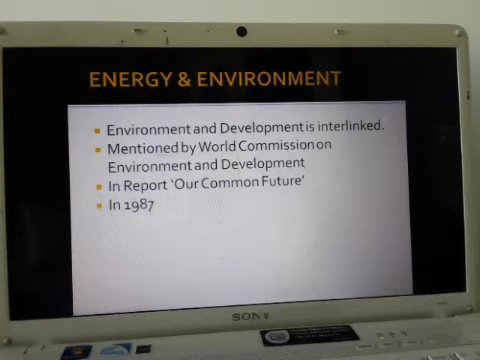 ENERGY & ENVIRONMENT
Environment and Development is interlinked.
Mentioned by World Commission on
Environment and Development
In Report 'Our Common Future'
In 1987
SONY